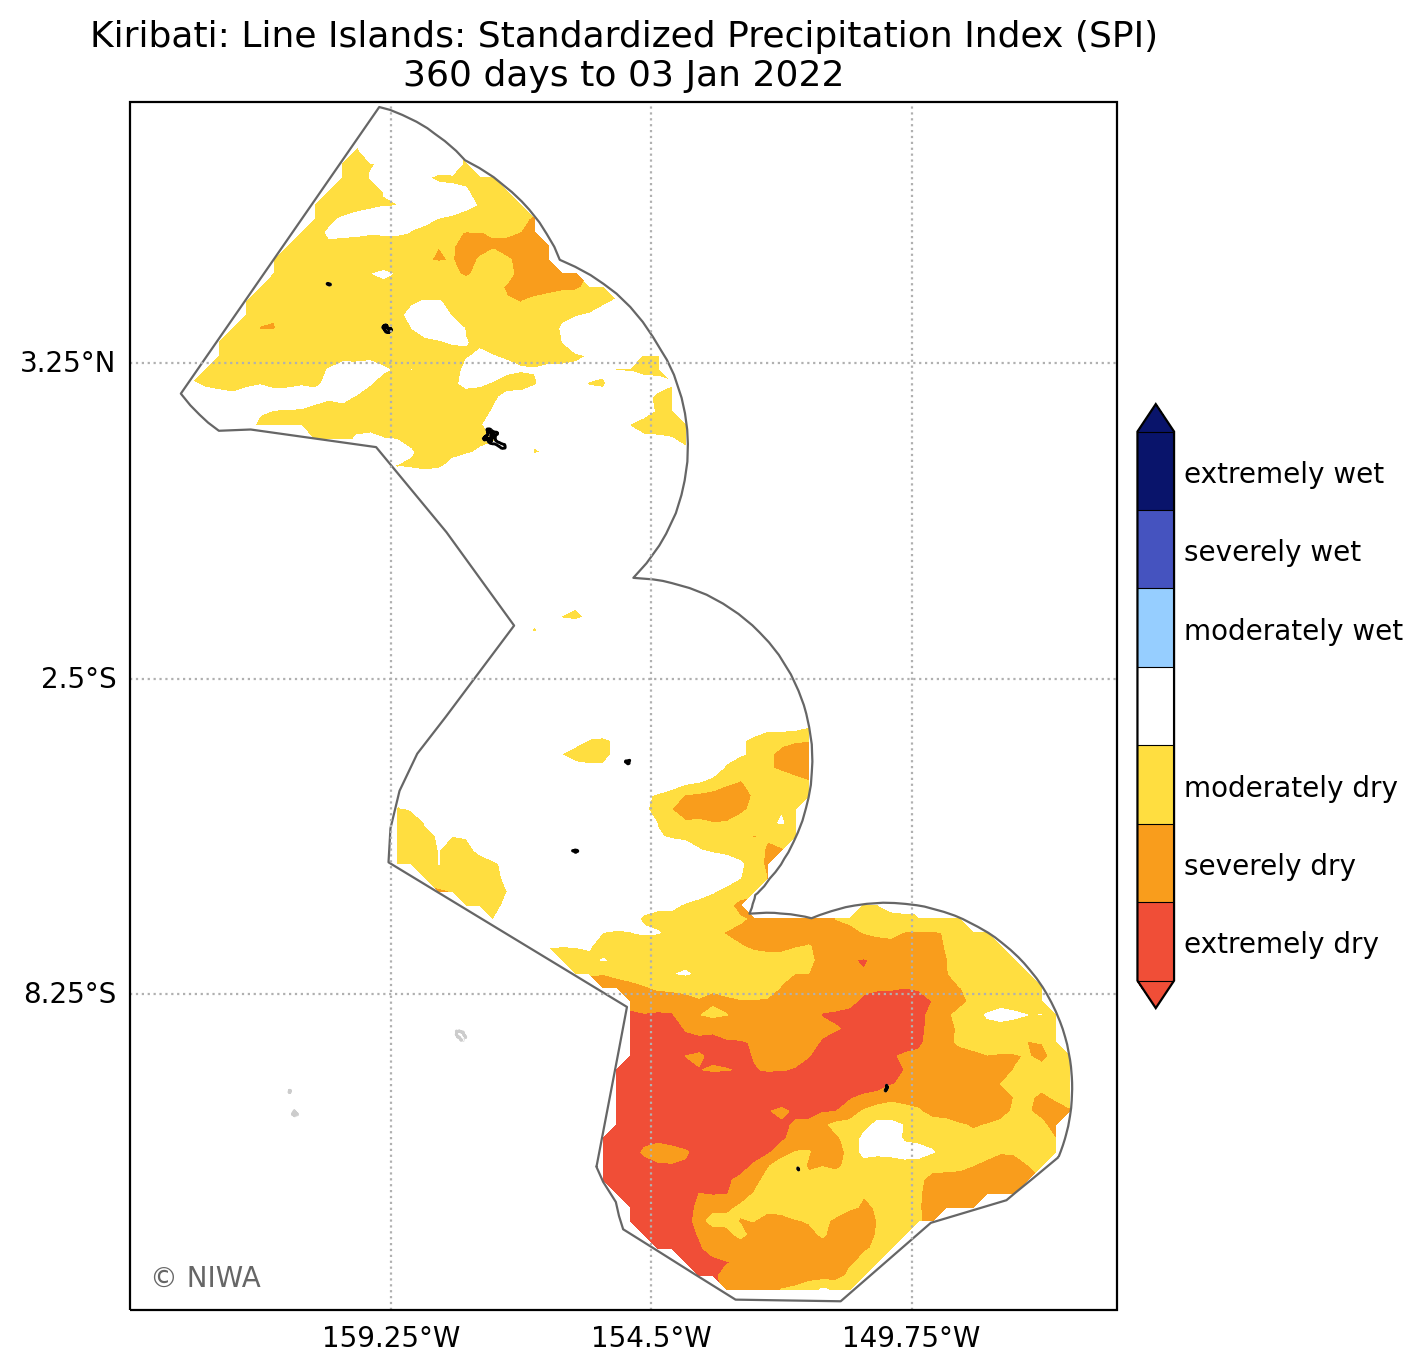 Kiribati: Line Islands: Standardized Precipitation Index (SPI)
360 days to 03 Jan 2022
3.25°N
2.5°S
8.25°S
159.25°W
154.5°W
149.75°W
extremely wet
severely wet
moderately wet
moderately dry
severely dry
extremely dry
© NIWA